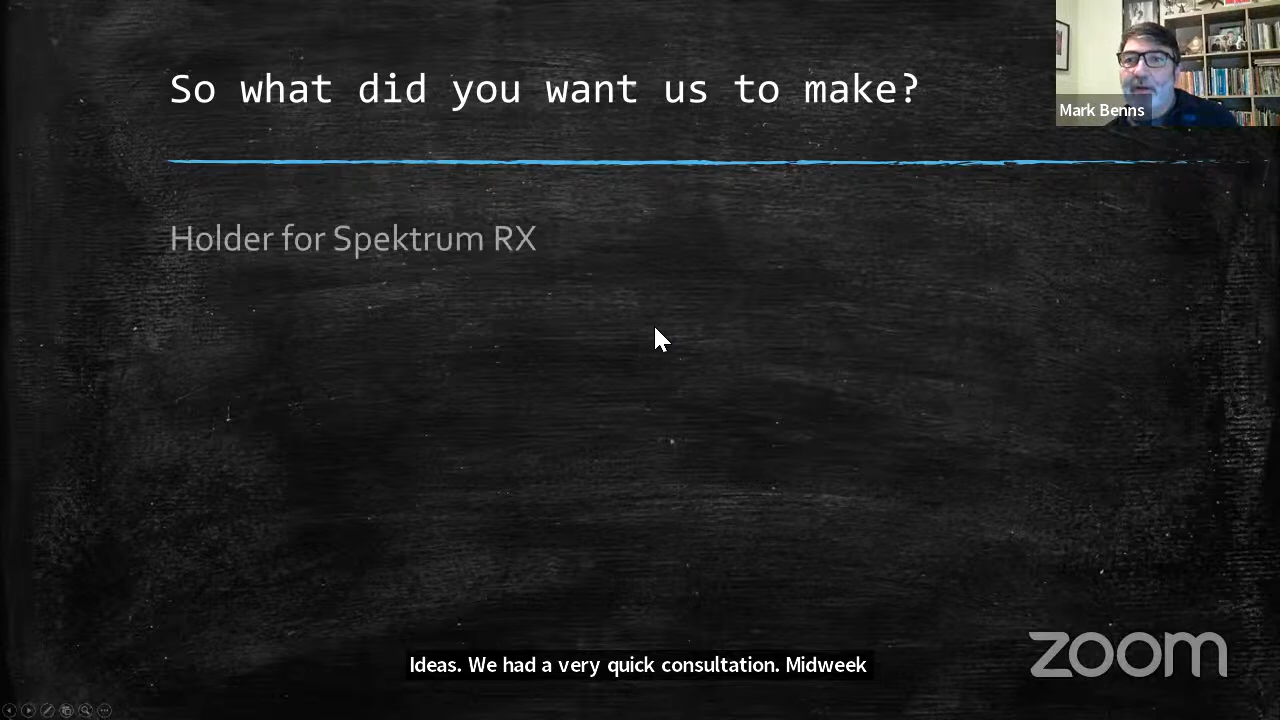 So what did you want us to make?
Mark Benns
Holder for Spektrum RX
Ideas. We had a very quick consultation. Midweek
zoom